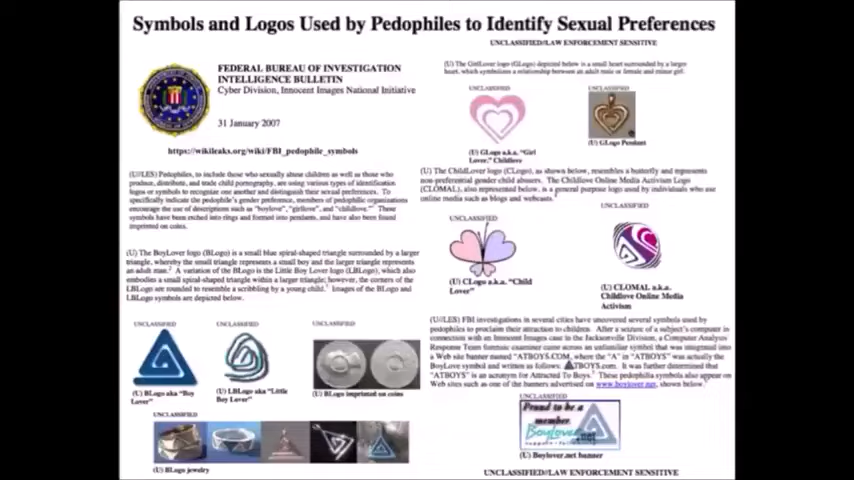 Symbols and Logos Used by Pedophiles to Identify Sexual Preferences
UNCLASSIFIED//LAW ENFORCEMENT SENSITIVE
FEDERAL BUREAU OF INVESTIGATION
INTELLIGENCE BULLETIN
Cyber Division, Innocent Images National Initiative
31 January 2007
https://wikileaks.org/wiki/FBI_pedophile_symbols
(U//LES) Pedophiles, to include those who sexually abuse children as well as those who
produce, distribute, and trade child pornography, are using various types of identification
logos or symbols to recognize one another and distinguish their sexual preferences. To
specifically indicate the pedophile's gender preference, members of pedophilic organizations
encourage the use of descriptions such as "boylove", "girllove", and "childlove." These
symbols have been etched into rings and formed into pendants, and have also been found
imprinted on coins.
(U) The BoyLover logo (BLogo) is a small blue spiral-shaped triangle surrounded by a larger
triangle, whereby the small triangle represents a small boy and the larger triangle represents
an adult man. A variation of the BLogo is the Little Boy Lover logo (LBLogo), which also
embodies a small spiral-shaped triangle within a larger triangle; however, the corners of the
LBLogo are rounded to resemble a scribbling by a young child. Images of the BLogo and
LBLogo symbols are depicted below.
UNCLASSIFIED
UNCLASSIFIED
UNCLASSIFIED
(U) BLogo aka "Boy
Lover"
(U) LBLogo aka "Little
Boy Lover"
(U) BLogo imprinted on coins
UNCLASSIFIED
(U) BLogo jewelry
(U) The GirlLover logo (GLogo) depicted below is a small heart surrounded by a larger
heart, which symbolizes a relationship between an adult male or female and minor girl.
UNCLASSIFIED
UNCLASSIFIED
(U) GLogo a.k.a. "Girl
Lover," Childlove
(U) GLogo Pendant
(U) The ChildLover logo (CLogo), as shown below, resembles a butterfly and represents
non-preferential gender child abusers. The Childlove Online Media Activism Logo
(CLOMAL), also represented below, is a general purpose logo used by individuals who use
online media such as blogs and webcasts.
UNCLASSIFIED
UNCLASSIFIED
(U) CLogo a.k.a. "Child
Lover"
(U) CLOMAL a.k.a.
Childlove Online Media
Activism
(U//LES) FBI investigations in several cities have uncovered several symbols used by
pedophiles to proclaim their attraction to children. After a seizure of a subject's computer in
connection with an Innocent Images case in the Jacksonville Division, a Computer Analysis
Response Team forensic examiner came across an unfamiliar symbol that was integrated into
a Web site banner named "ATBOYS.COM, where the "A" in "ATBOYS" was actually the
BoyLove symbol and written as follows: TBOYS.com. It was further determined that
"ATBOYS" is an acronym for Attracted To Boys. These pedophilia symbols also appear on
Web sites such as one of the banners advertised on www.boylover.net, shown below.
UNCLASSIFIED
Proud to be a
member
BoyLover
.net
(U) Boylover.net banner
UNCLASSIFIED//LAW ENFORCEMENT SENSITIVE